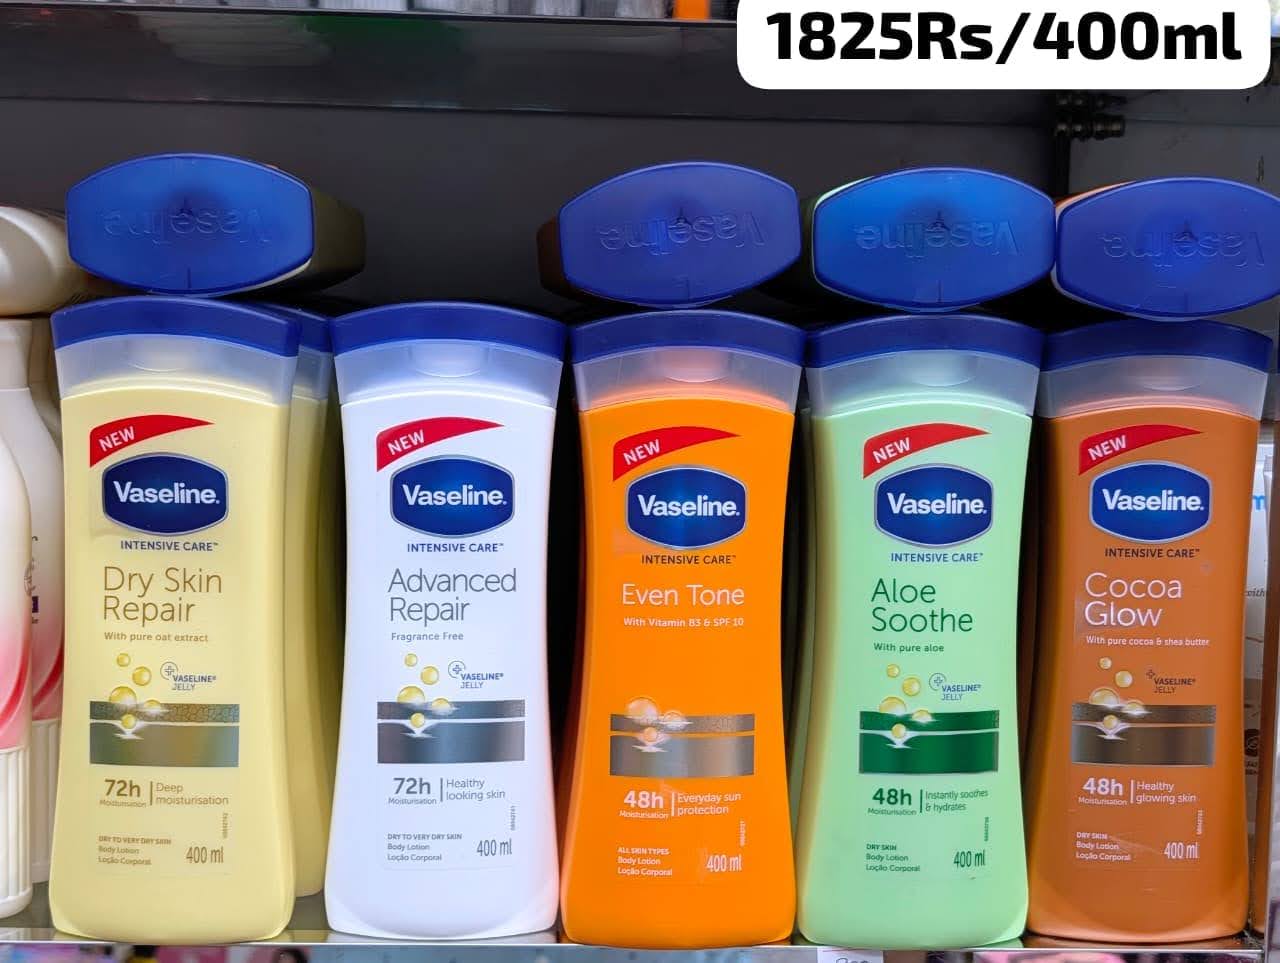 1825Rs/400ml
Vaseline
Vaseline
Vaseline
Vaseline
NEW
Vaseline.
INTENSIVE CARE™
Dry Skin
Repair
With pure oat extract
VASELINE®
JELLY
72h
Moisturisation
Deep
moisturisation
DRY TO VERY DRY SKIN
Body Lotion
Loção Corporal
400 ml
NEW
Vaseline.
INTENSIVE CARE™
Advanced
Repair
Fragrance Free
VASELINE®
JELLY
72h
Moisturisation
Healthy
looking skin
DRY TO VERY DRY SKIN
Body Lotion
Loção Corporal
400 ml
NEW
Vaseline.
INTENSIVE CARE™
Even Tone
With Vitamin B3 & SPF 10
48h
Moisturisation
Everyday sun
protection
ALL SKIN TYPES
Body Lotion
Loção Corporal
400 ml
NEW
Vaseline.
INTENSIVE CARE™
Aloe
Soothe
With pure aloe
VASELINE®
JELLY
48h
Moisturisation
Instantly soothes
& hydrates
DRY SKIN
Body Lotion
Loção Corporal
400 ml
NEW
Vaseline.
INTENSIVE CARE™
Cocoa
Glow
With pure cocoa & shea butter
VASELINE®
JELLY
48h
Moisturisation
Healthy
glowing skin
DRY SKIN
Body Lotion
Loção Corporal
400 ml